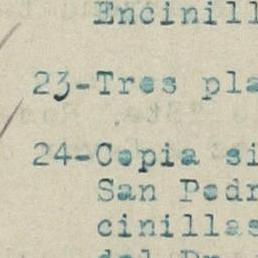 Encinill
23-Tres pla
24-Copia si
San Pedr
cinillas